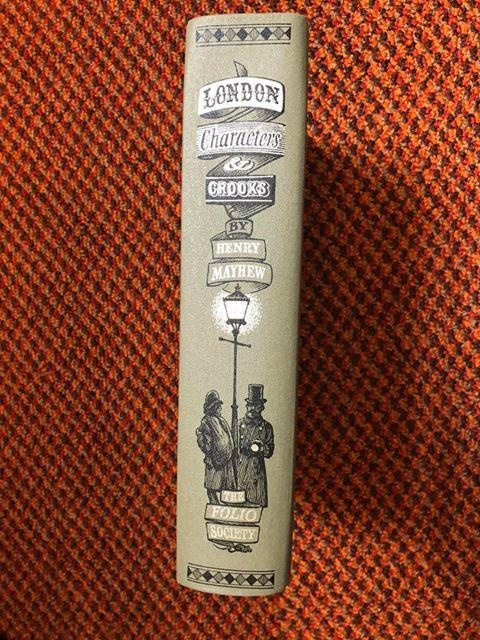 LONDON
Characters
&
CROOKS
BY
HENRY
MAYHEW
THE
FOLIO
SOCIETY